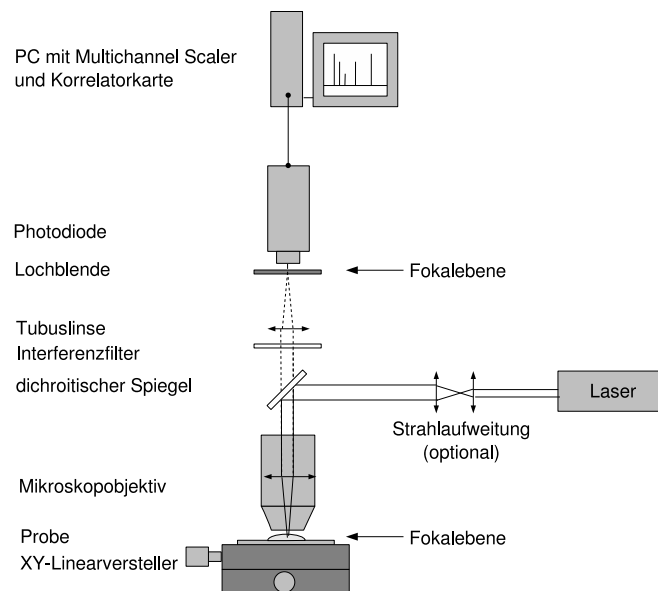 PC mit Multichannel Scaler
und Korrelatorkarte
Photodiode
Lochblende
Fokalebene
Tubuslinse
Interferenzfilter
dichroitischer Spiegel
Laser
Strahlaufweitung
(optional)
Mikroskopobjektiv
Probe
Fokalebene
XY-Linearversteller